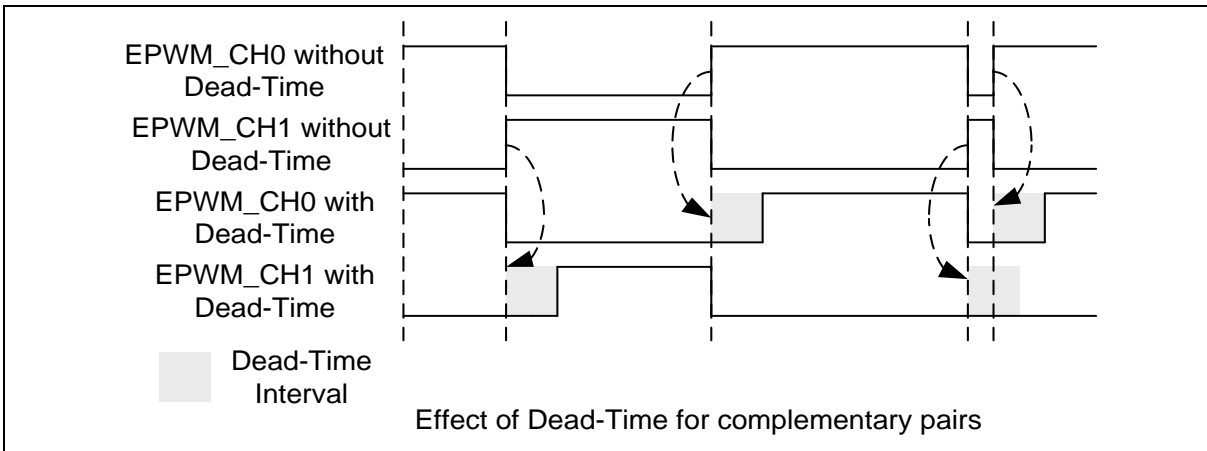 EPWM_CH0 without
Dead-Time
EPWM_CH1 without
Dead-Time
EPWM_CH0 with
Dead-Time
EPWM_CH1 with
Dead-Time
Dead-Time
Interval
Effect of Dead-Time for complementary pairs